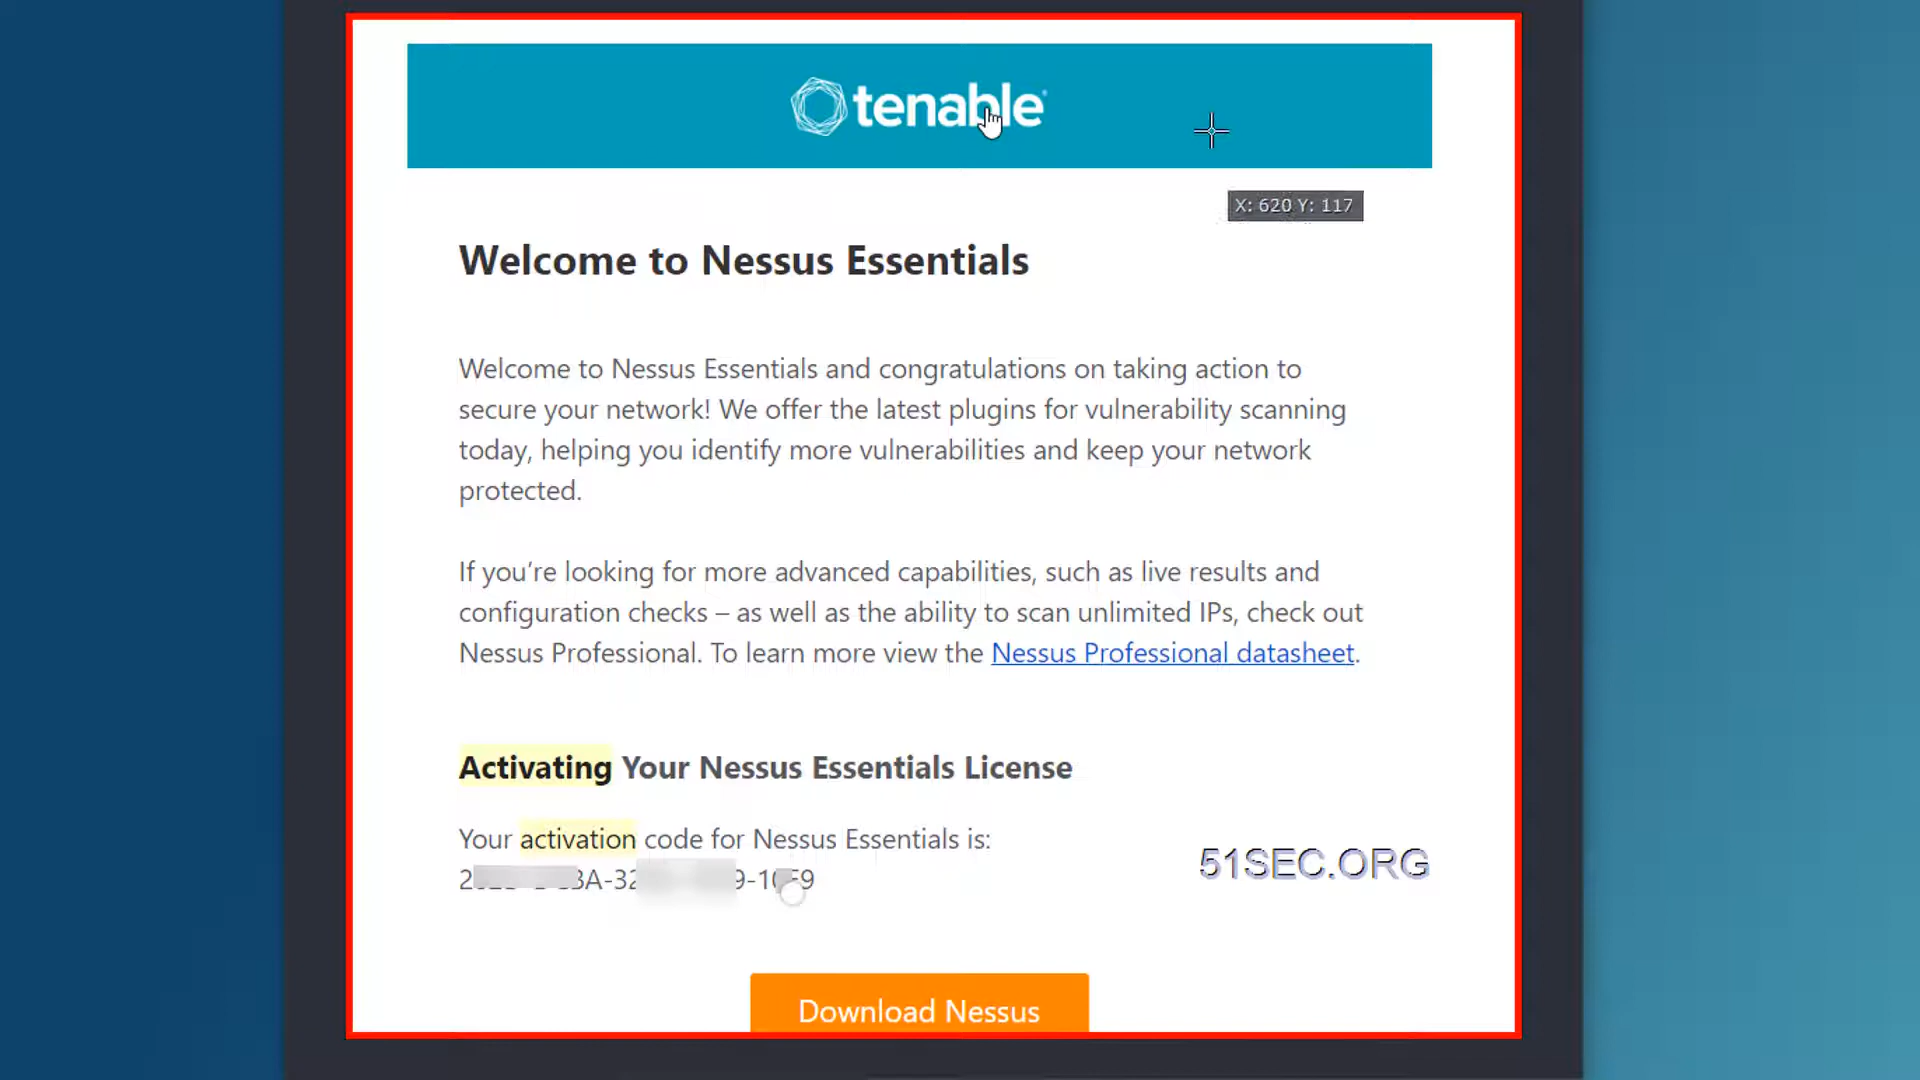 tenable
X: 620 Y: 117
Welcome to Nessus Essentials
Welcome to Nessus Essentials and congratulations on taking action to
secure your network! We offer the latest plugins for vulnerability scanning
today, helping you identify more vulnerabilities and keep your network
protected.
If you’re looking for more advanced capabilities, such as live results and
configuration checks – as well as the ability to scan unlimited IPs, check out
Nessus Professional. To learn more view the Nessus Professional datasheet.
Activating Your Nessus Essentials License
Your activation code for Nessus Essentials is:
51SEC.ORG
Download Nessus